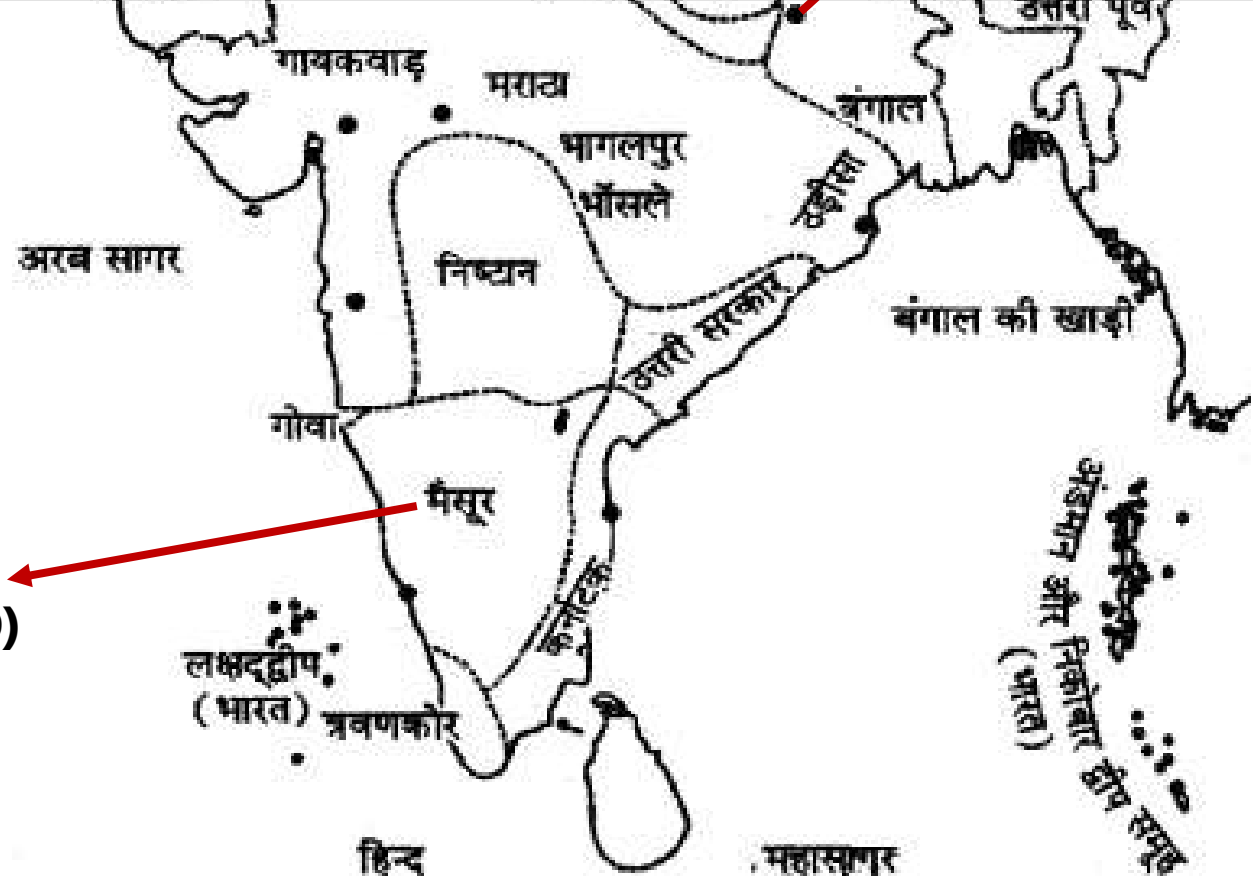 उत्तरी पूर्व
गायकवाड़
मराठा
बंगाल
भागलपुर
भोंसले
उड़ीसा
अरब सागर
निष्टान
उत्तरी सरकार
बंगाल की खाड़ी
गोवा
मैसूर
अंडमान और निकोबार द्वीप समूह
(भारत)
कर्नाटक
)
लक्षद्द्वीप
(भारत)
त्रवणकोर
हिन्द महासागर